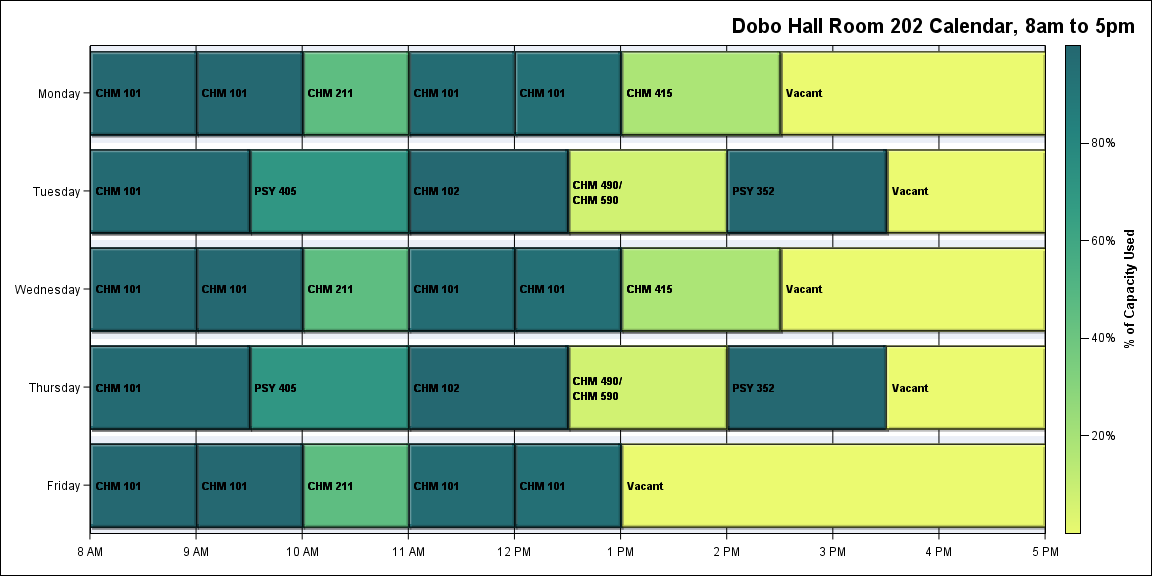 Dobo Hall Room 202 Calendar, 8am to 5pm
Monday
CHM 101
CHM 101
CHM 211
CHM 101
CHM 101
CHM 415
Vacant
Tuesday
CHM 101
PSY 405
CHM 102
CHM 490/
CHM 590
PSY 352
Vacant
Wednesday
CHM 101
CHM 101
CHM 211
CHM 101
CHM 101
CHM 415
Vacant
Thursday
CHM 101
PSY 405
CHM 102
CHM 490/
CHM 590
PSY 352
Vacant
Friday
CHM 101
CHM 101
CHM 211
CHM 101
CHM 101
Vacant
8 AM
9 AM
10 AM
11 AM
12 PM
1 PM
2 PM
3 PM
4 PM
5 PM
80%
60%
40%
20%
% of Capacity Used